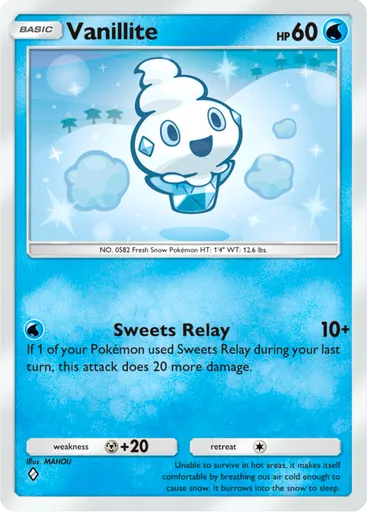 BASIC Vanillite HP 60
NO. 0582 Fresh Snow Pokémon HT: 1'4" WT: 12.6 lbs.
Sweets Relay 10+
If 1 of your Pokémon used Sweets Relay during your last
turn, this attack does 20 more damage.
weakness +20 retreat
Illus. MAHOU
Unable to survive in hot areas, it makes itself
comfortable by breathing out air cold enough to
cause snow. It burrows into the snow to sleep.